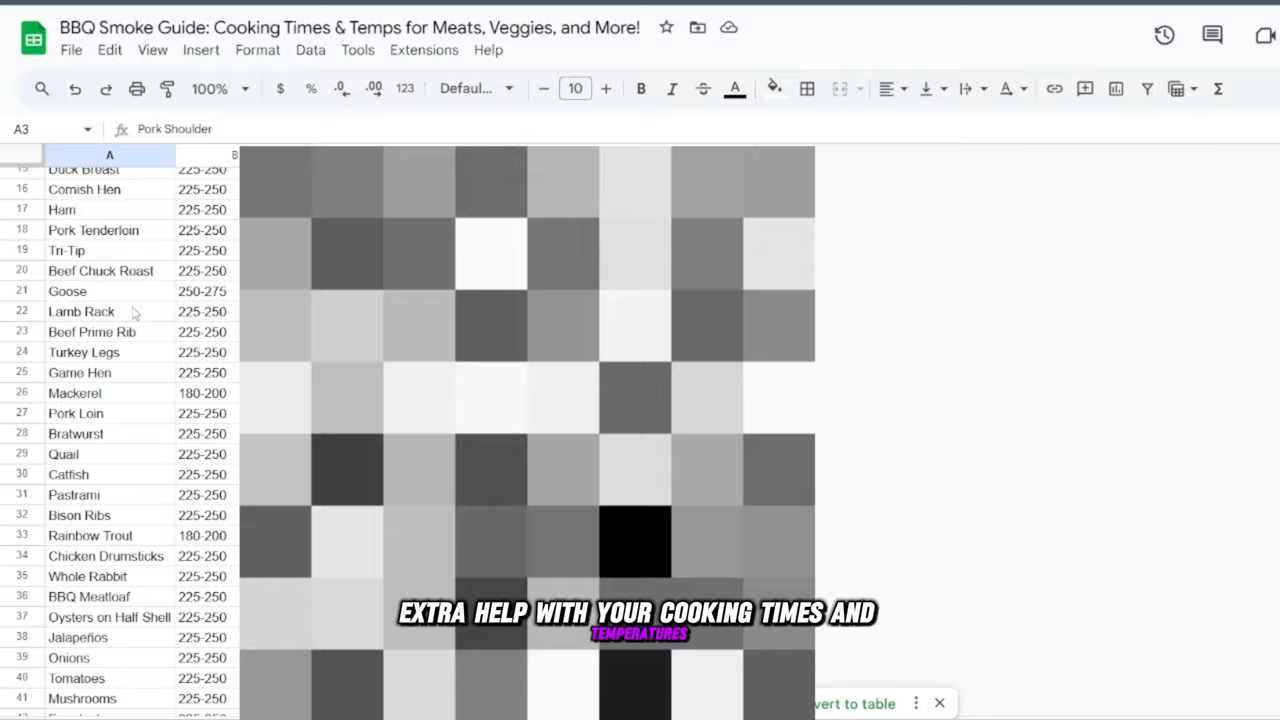 BBQ Smoke Guide: Cooking Times & Temps for Meats, Veggies, and More!
File Edit View Insert Format Data Tools Extensions Help
100% $ % .0 .00 123 Defaul... − 10 + B I A Σ
A3 fx Pork Shoulder
A B
15 Duck Breast 225-250
16 Cornish Hen 225-250
17 Ham 225-250
18 Pork Tenderloin 225-250
19 Tri-Tip 225-250
20 Beef Chuck Roast 225-250
21 Goose 250-275
22 Lamb Rack 225-250
23 Beef Prime Rib 225-250
24 Turkey Legs 225-250
25 Game Hen 225-250
26 Mackerel 180-200
27 Pork Loin 225-250
28 Bratwurst 225-250
29 Quail 225-250
30 Catfish 225-250
31 Pastrami 225-250
32 Bison Ribs 225-250
33 Rainbow Trout 180-200
34 Chicken Drumsticks 225-250
35 Whole Rabbit 225-250
36 BBQ Meatloaf 225-250
37 Oysters on Half Shell 225-250
38 Jalapeños 225-250
39 Onions 225-250
40 Tomatoes 225-250
41 Mushrooms 225-250
EXTRA HELP WITH YOUR COOKING TIMES AND
TEMPERATURES
vert to table